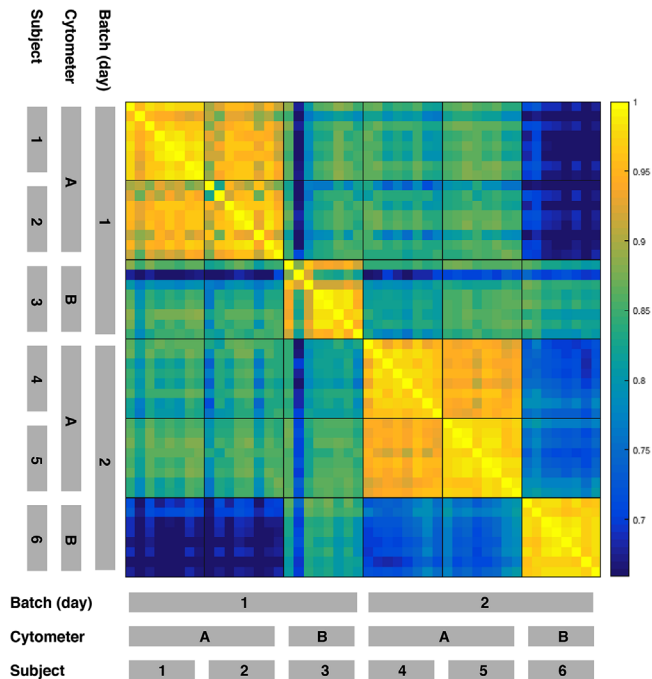 Subject
Cytometer
Batch (day)
1
2
3
4
5
6
A
B
A
B
1
2
1
0.95
0.9
0.85
0.8
0.75
0.7
Batch (day) 1 2
Cytometer A B A B
Subject 1 2 3 4 5 6